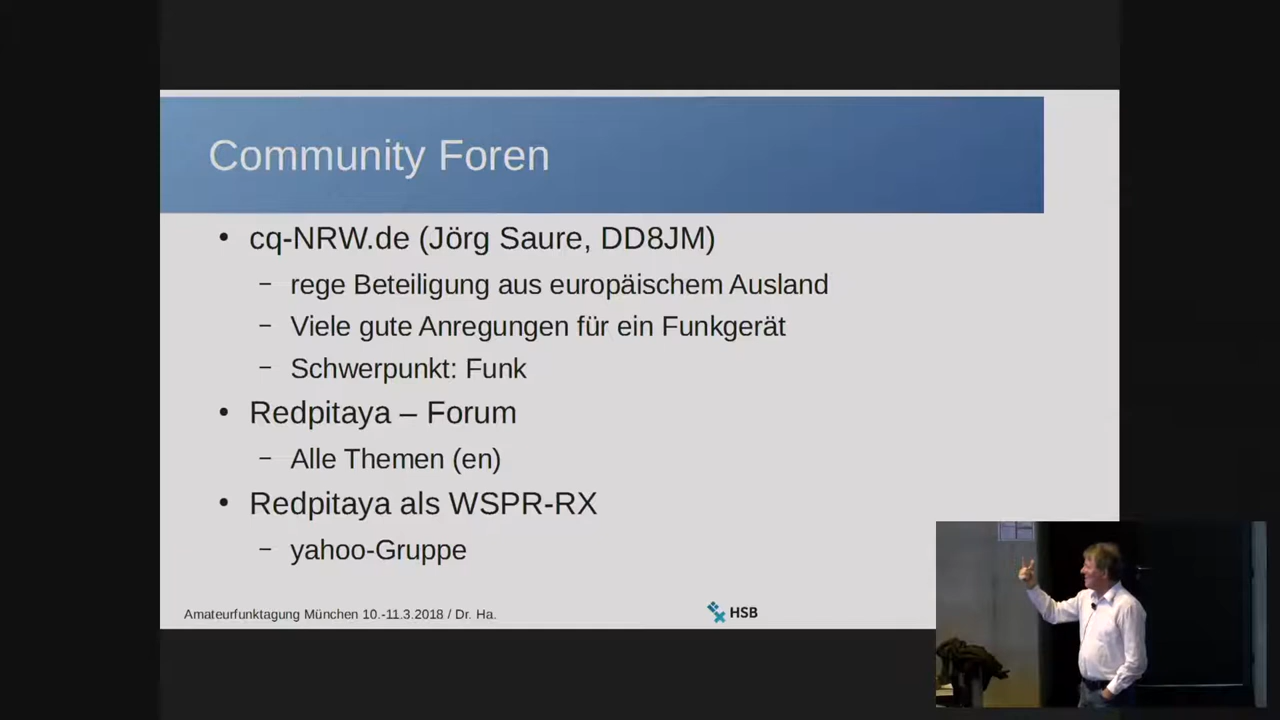 Community Foren
• cq-NRW.de (Jörg Saure, DD8JM)
– rege Beteiligung aus europäischem Ausland
– Viele gute Anregungen für ein Funkgerät
– Schwerpunkt: Funk
• Redpitaya – Forum
– Alle Themen (en)
• Redpitaya als WSPR-RX
– yahoo-Gruppe
Amateurfunktagung München 10.-11.3.2018 / Dr. Ha.
HSB